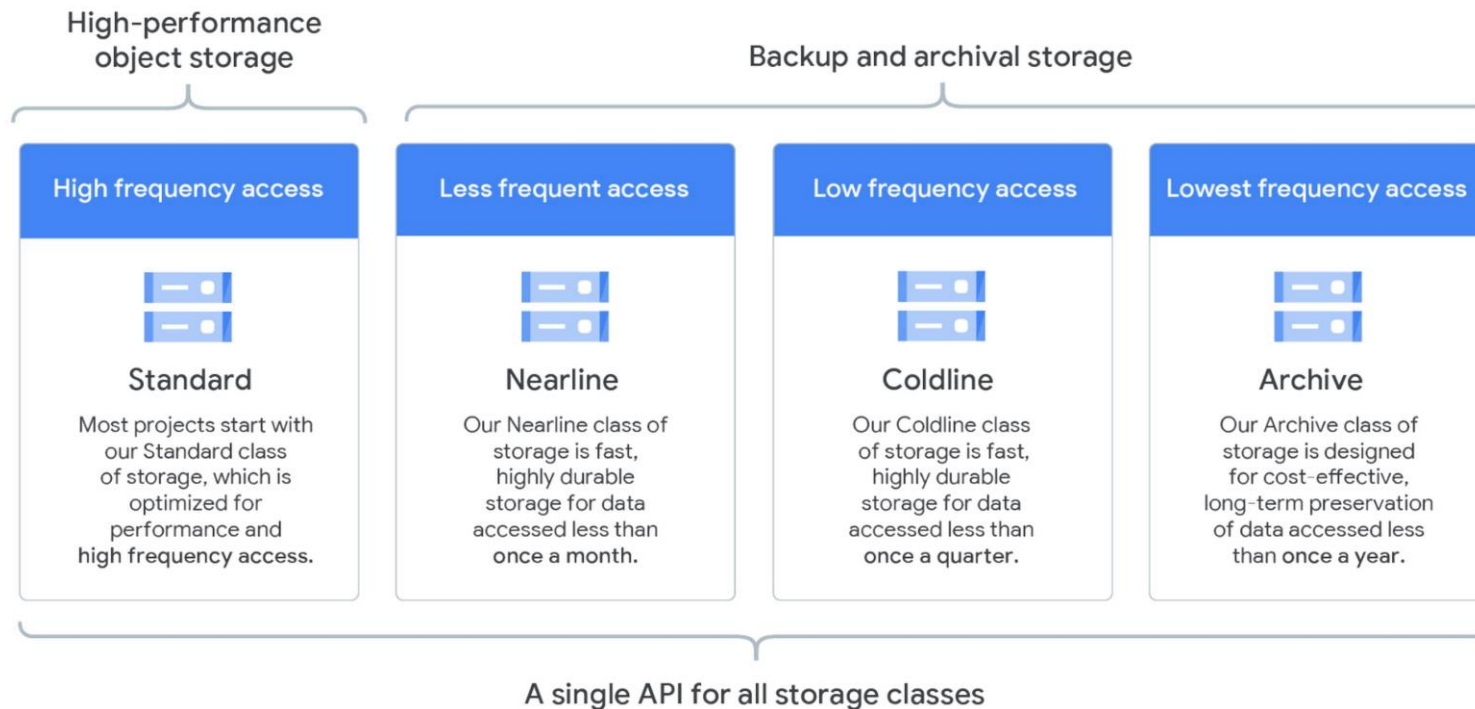 High-performance
object storage
Backup and archival storage
High frequency access
Standard
Most projects start with
our Standard class
of storage, which is
optimized for
performance and
high frequency access.
Less frequent access
Nearline
Our Nearline class of
storage is fast,
highly durable
storage for data
accessed less than
once a month.
Low frequency access
Coldline
Our Coldline class
of storage is fast,
highly durable
storage for data
accessed less than
once a quarter.
Lowest frequency access
Archive
Our Archive class of
storage is designed
for cost-effective,
long-term preservation
of data accessed less
than once a year.
A single API for all storage classes